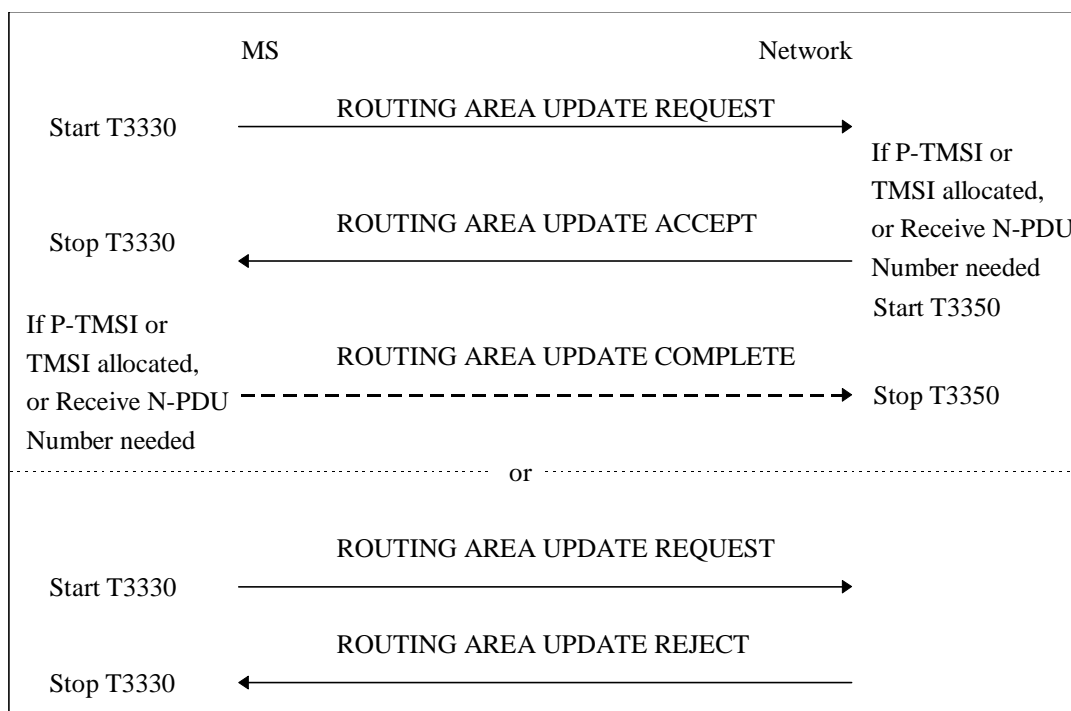 MS
Network
ROUTING AREA UPDATE REQUEST
Start T3330
If P-TMSI or
TMSI allocated,
or Receive N-PDU
Number needed
Start T3350
ROUTING AREA UPDATE ACCEPT
Stop T3330
If P-TMSI or
TMSI allocated,
or Receive N-PDU
Number needed
ROUTING AREA UPDATE COMPLETE
Stop T3350
or
ROUTING AREA UPDATE REQUEST
Start T3330
ROUTING AREA UPDATE REJECT
Stop T3330